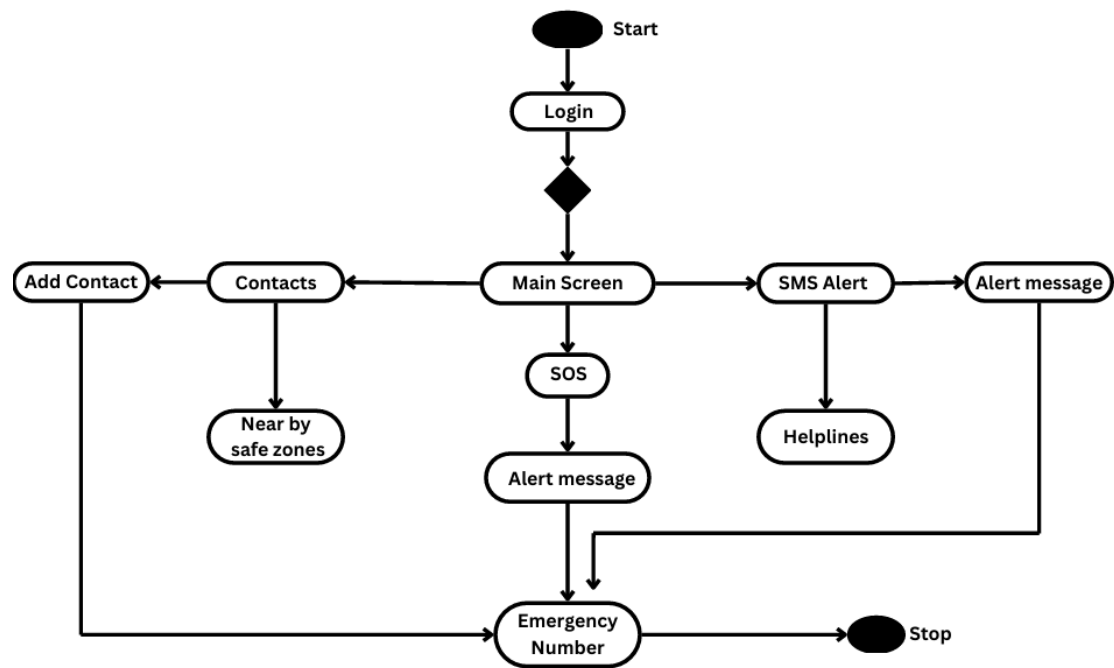 Start
Login
Add Contact
Contacts
Main Screen
SMS Alert
Alert message
SOS
Near by
safe zones
Helplines
Alert message
Emergency
Number
Stop